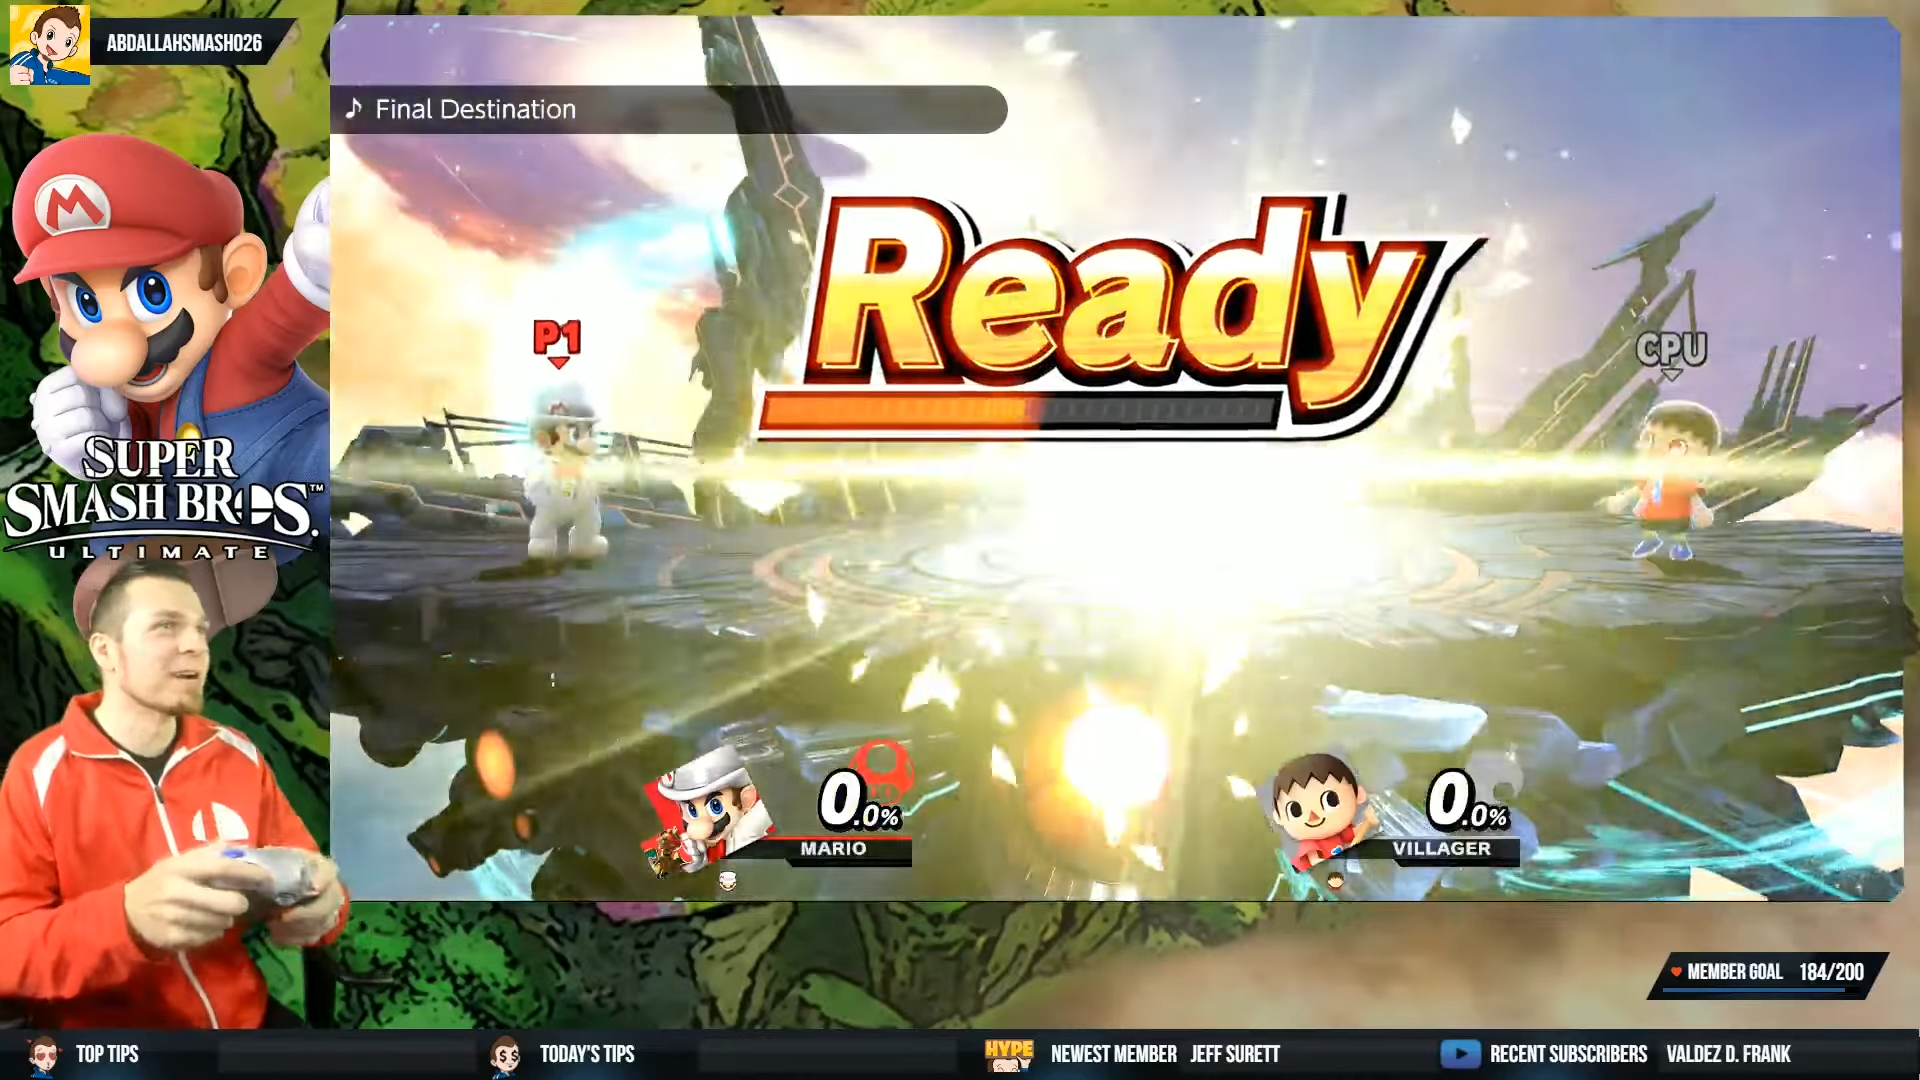 ABDALLAHSMASH026
♪ Final Destination
Ready
P1
CPU
M
SUPER
SMASH BROS.™
ULTIMATE
0.0%
MARIO
0.0%
VILLAGER
MEMBER GOAL 184/200
TOP TIPS
TODAY'S TIPS
HYPE
NEWEST MEMBER JEFF SURETT
RECENT SUBSCRIBERS VALDEZ D. FRANK